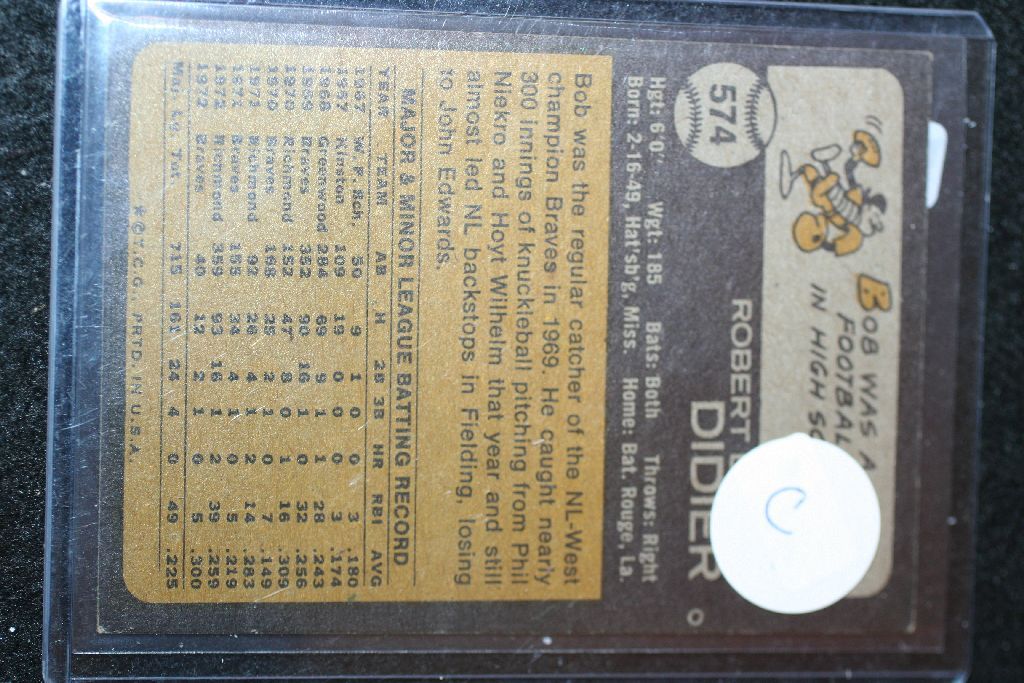 BOB WAS A
FOOTBAL
IN HIGH SC
C
574
ROBERT
DIDIER
O
Hgt: 6'0" Wgt: 185 Bats: Both Throws: Right
Born: 2-16-49, Hat'sb'g, Miss. Home: Bat. Rouge, La.
Bob was the regular catcher of the NL-West
champion Braves in 1969. He caught nearly
300 innings of knuckleball pitching from Phil
Niekro and Hoyt Wilhelm that year and still
almost led NL backstops in Fielding, losing
to John Edwards.
MAJOR & MINOR LEAGUE BATTING RECORD
YEAR TEAM AB H 2B 3B HR RBI AVG
1967 W.P. Bch. 50 9 1 0 0 3 .180
1967 Kinston 109 19 0 0 0 3 .174
1968 Greenwood 284 69 9 1 1 28 .243
1969 Braves 352 90 16 1 0 32 .256
1970 Richmond 152 47 8 0 1 16 .309
1970 Braves 168 25 2 1 0 7 .149
1971 Richmond 92 26 4 1 2 14 .283
1971 Braves 155 34 4 1 0 5 .219
1972 Richmond 359 93 16 1 2 39 .259
1972 Braves 40 12 2 1 0 5 .300
Maj. Lg. Tot. 715 161 24 4 0 49 .225
*©T.C.G., PRTD. IN U.S.A.